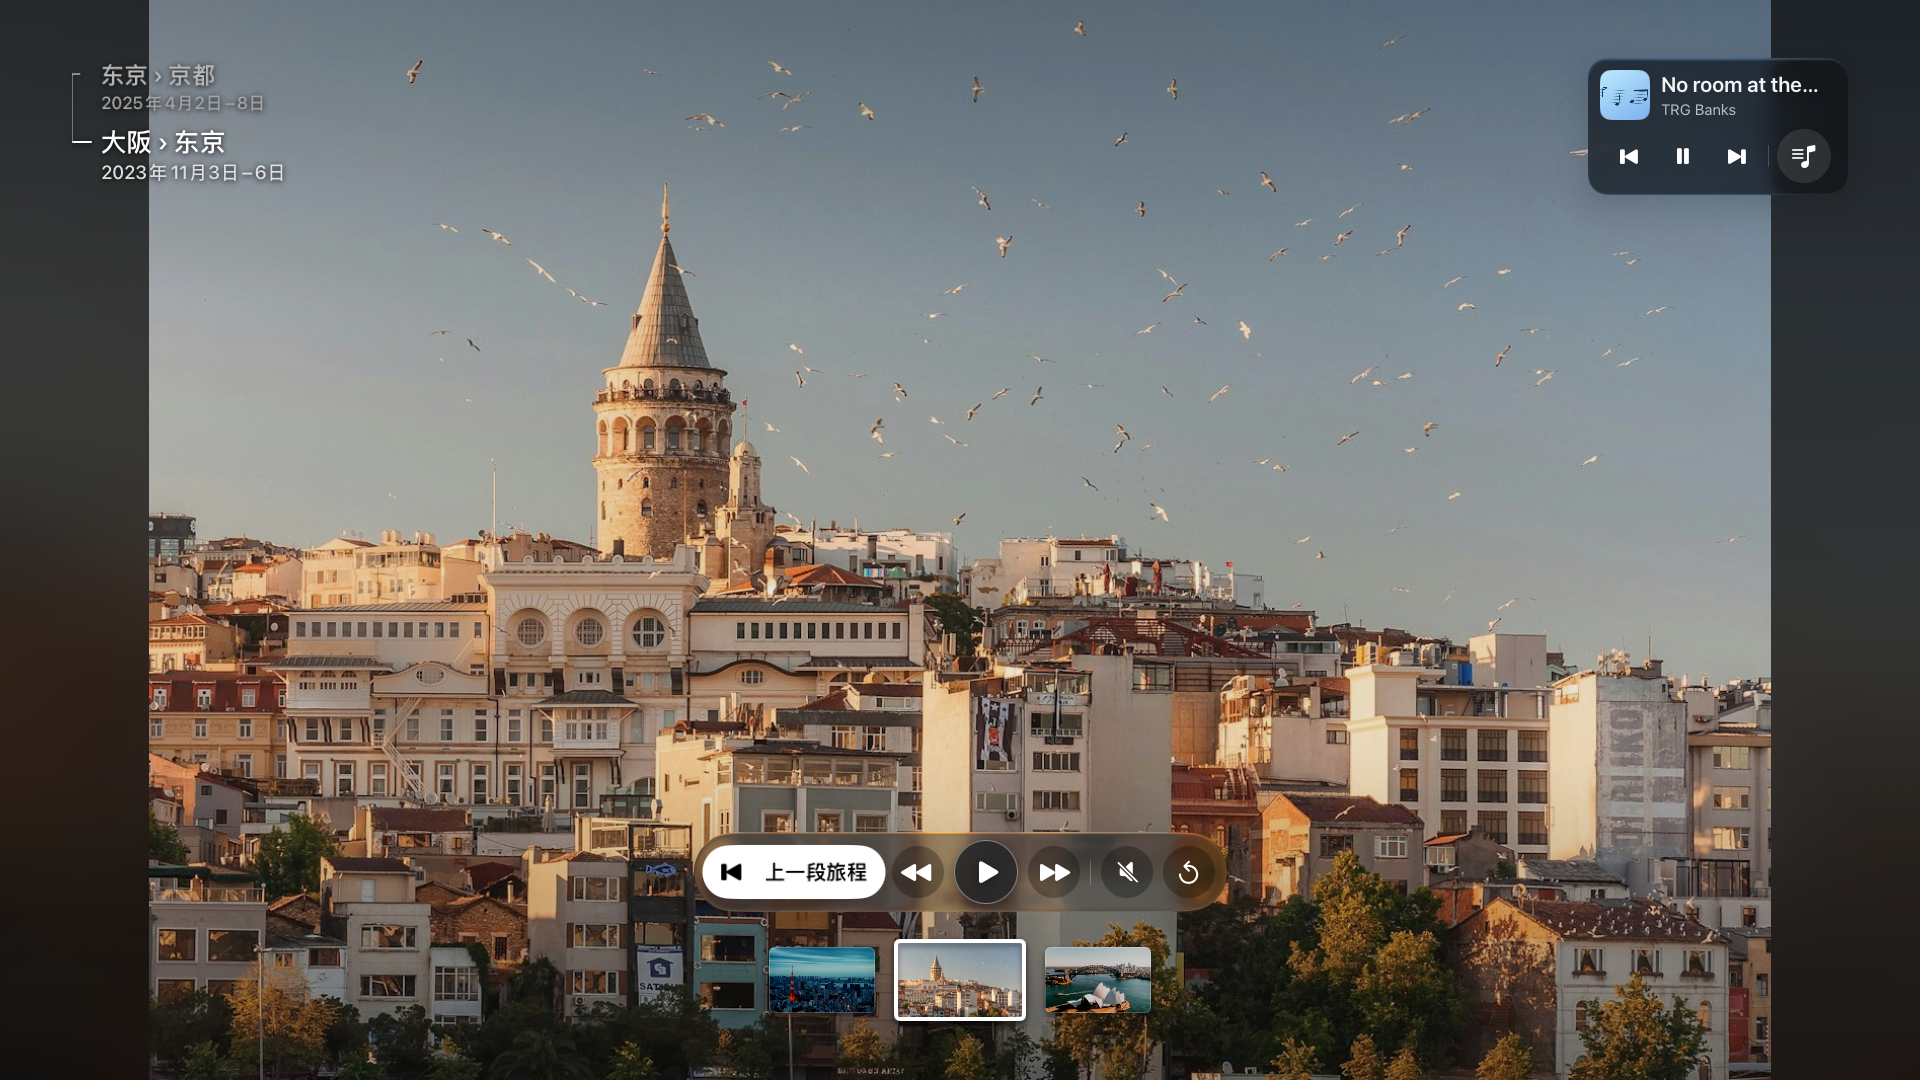 东京 › 京都
2025年4月2日–8日
大阪 › 东京
2023年11月3日–6日
No room at the...
TRG Banks
上一段旅程